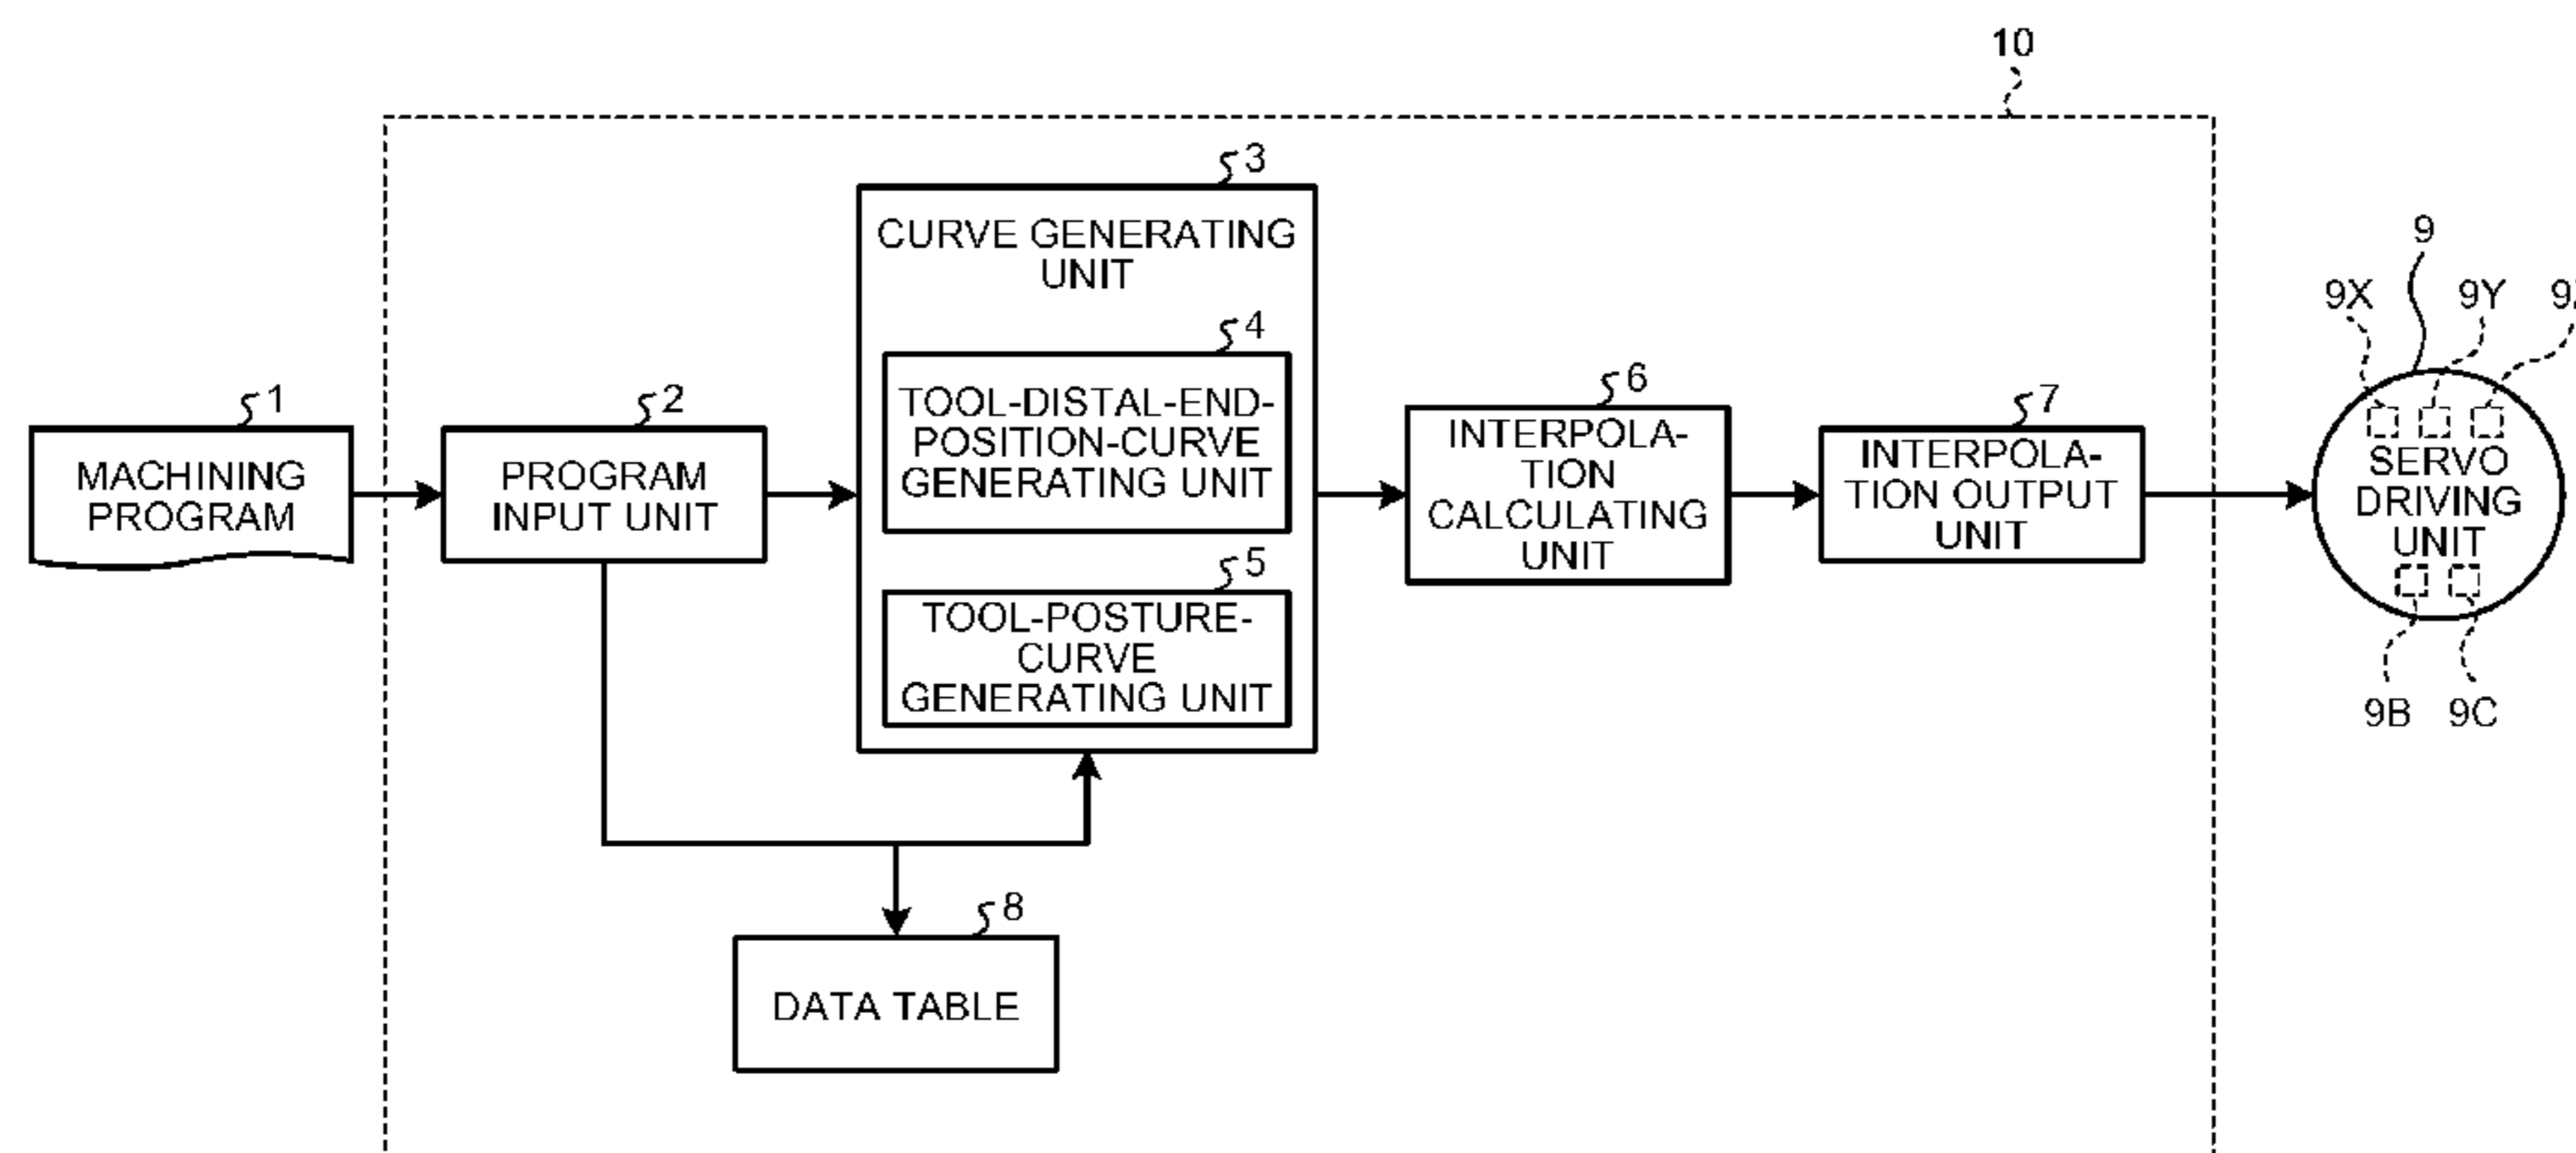 10
3
CURVE GENERATING
UNIT
4
TOOL-DISTAL-END-
POSITION-CURVE
GENERATING UNIT
5
TOOL-POSTURE-
CURVE
GENERATING UNIT
1
MACHINING
PROGRAM
2
PROGRAM
INPUT UNIT
6
INTERPOLA-
TION
CALCULATING
UNIT
7
INTERPOLA-
TION OUTPUT
UNIT
9
9X 9Y
SERVO
DRIVING
UNIT
9B 9C
8
DATA TABLE